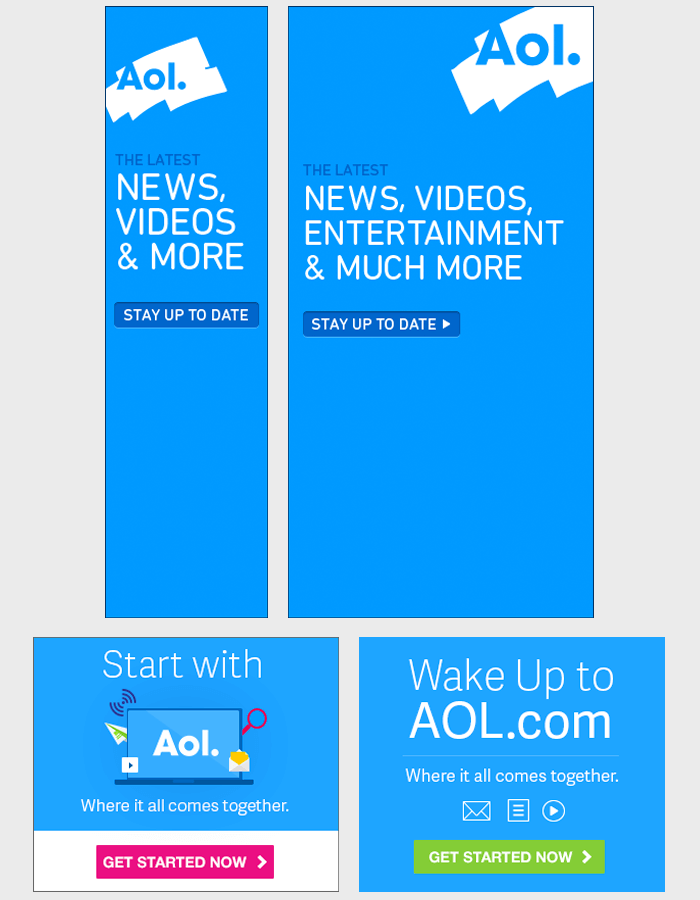 Aol.
THE LATEST
NEWS,
VIDEOS
& MORE
STAY UP TO DATE
Aol.
THE LATEST
NEWS, VIDEOS,
ENTERTAINMENT
& MUCH MORE
STAY UP TO DATE
Start with
Aol.
Where it all comes together.
GET STARTED NOW
Wake Up to
AOL.com
Where it all comes together.
GET STARTED NOW